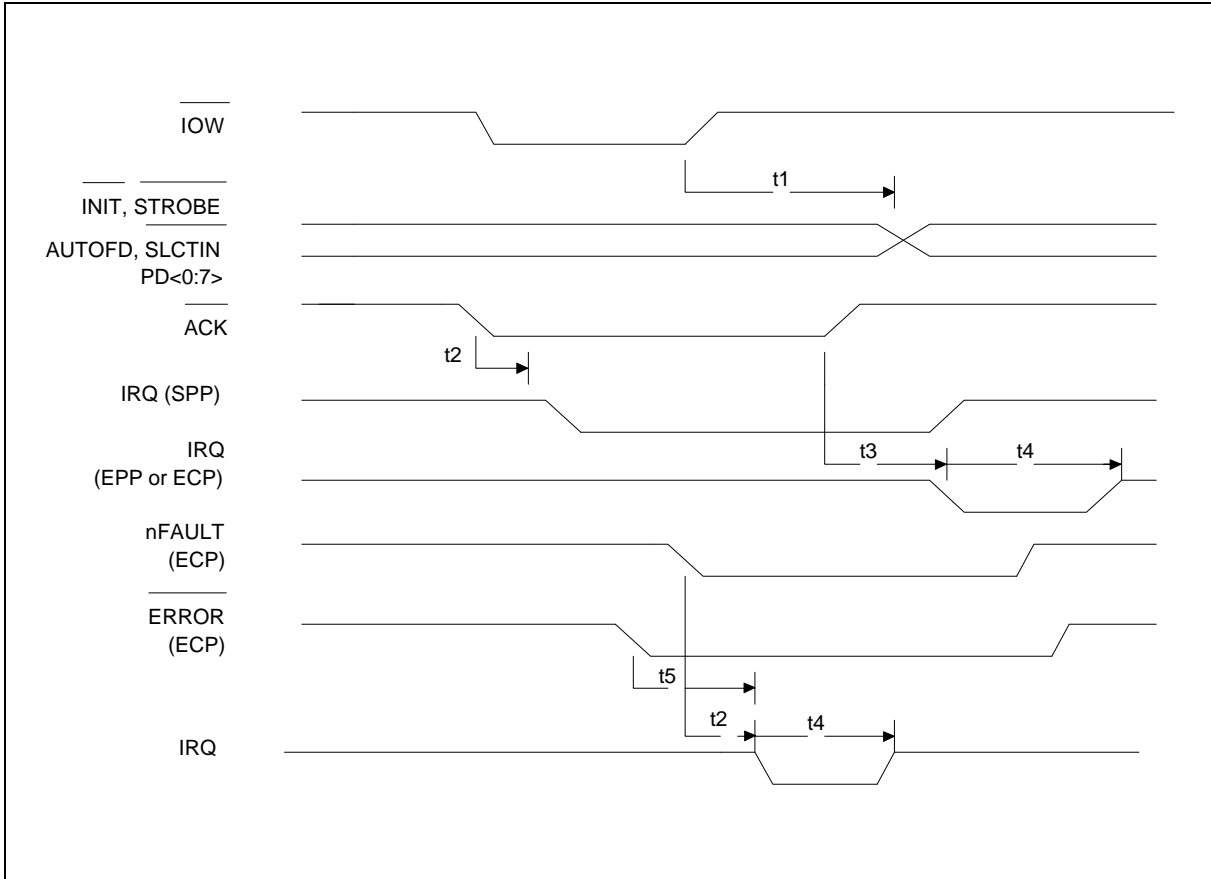 IOW
t1
INIT, STROBE
AUTOFD, SLCTIN
PD<0:7>
ACK
t2
IRQ (SPP)
IRQ
(EPP or ECP)
t3
t4
nFAULT
(ECP)
ERROR
(ECP)
t5
t2
t4
IRQ